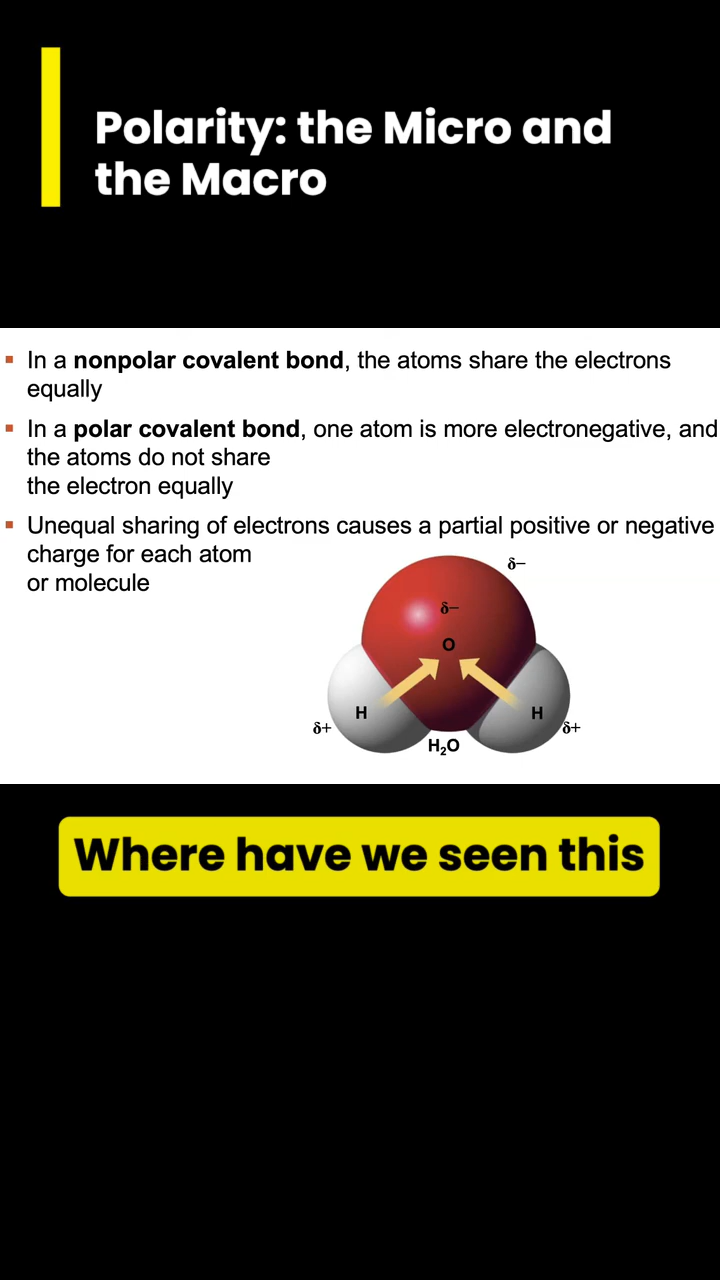 Polarity: the Micro and
the Macro
▪ In a nonpolar covalent bond, the atoms share the electrons
equally
▪ In a polar covalent bond, one atom is more electronegative, and
the atoms do not share
the electron equally
▪ Unequal sharing of electrons causes a partial positive or negative
charge for each atom
or molecule
δ–
δ–
O
H
H
δ+
δ+
H₂O
Where have we seen this